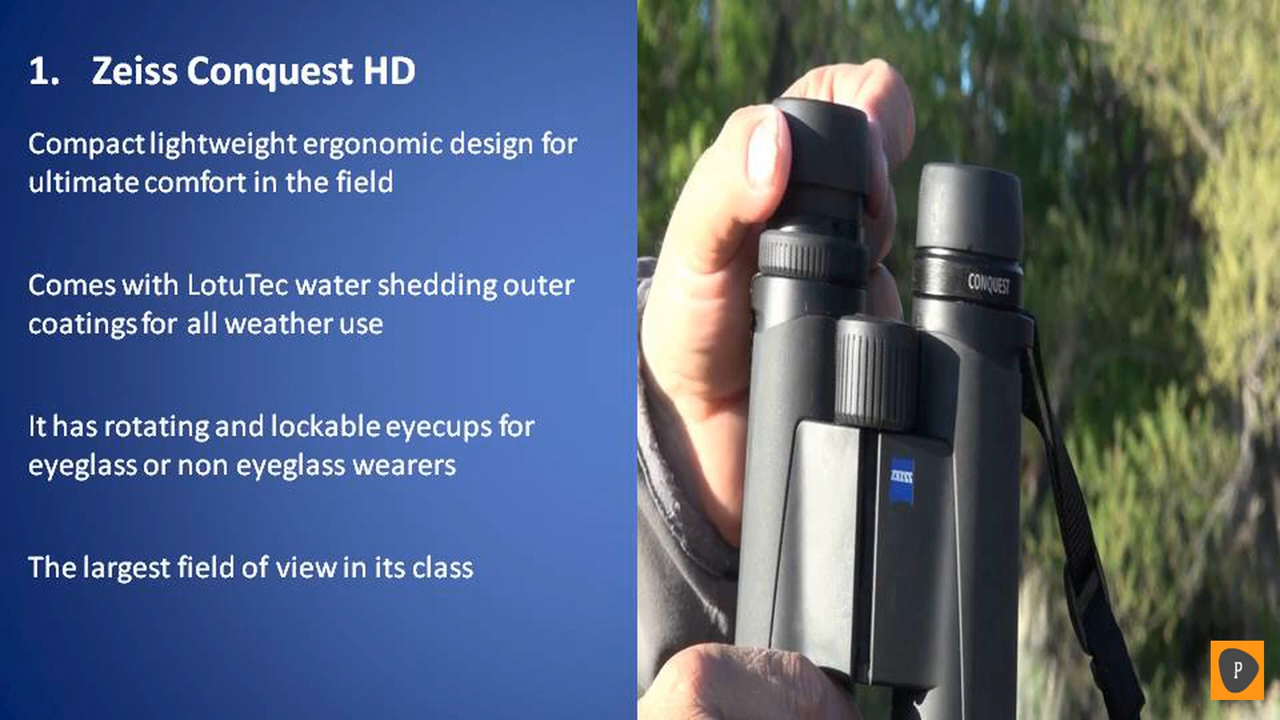 1. Zeiss Conquest HD
Compact lightweight ergonomic design for
ultimate comfort in the field
Comes with LotuTec water shedding outer
coatings for all weather use
It has rotating and lockable eyecups for
eyeglass or non eyeglass wearers
The largest field of view in its class
CONQUEST
ZEISS
P